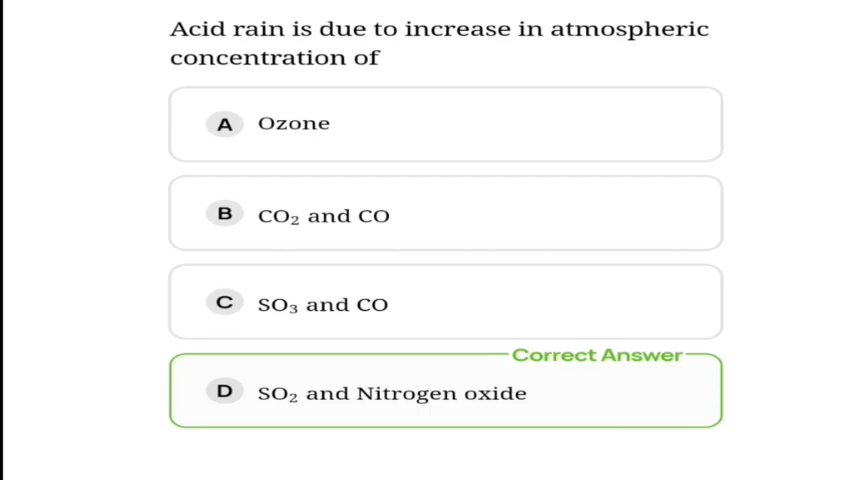 Acid rain is due to increase in atmospheric
concentration of
A Ozone
B CO₂ and CO
C SO₃ and CO
Correct Answer
D SO₂ and Nitrogen oxide